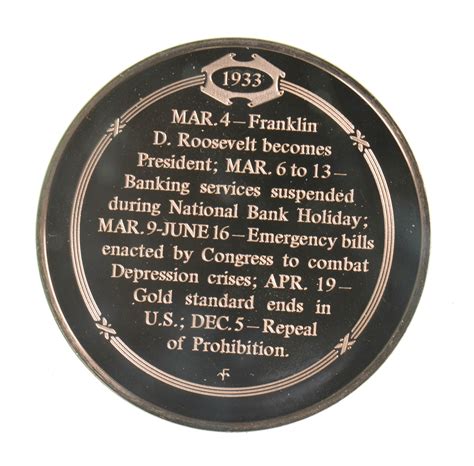 1933
MAR. 4—Franklin
D. Roosevelt becomes
President; MAR. 6 to 13—
Banking services suspended
during National Bank Holiday;
MAR. 9-JUNE 16—Emergency bills
enacted by Congress to combat
Depression crises; APR. 19—
Gold standard ends in
U.S.; DEC. 5—Repeal
of Prohibition.